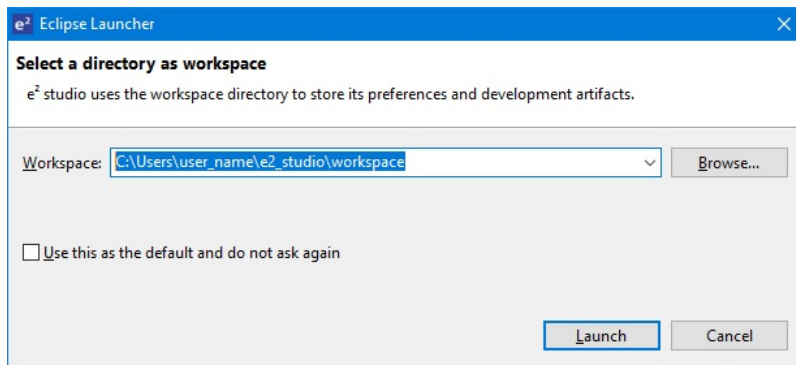 e² Eclipse Launcher
Select a directory as workspace
e² studio uses the workspace directory to store its preferences and development artifacts.
Workspace: C:\Users\user_name\e2_studio\workspace Browse...
Use this as the default and do not ask again
Launch Cancel